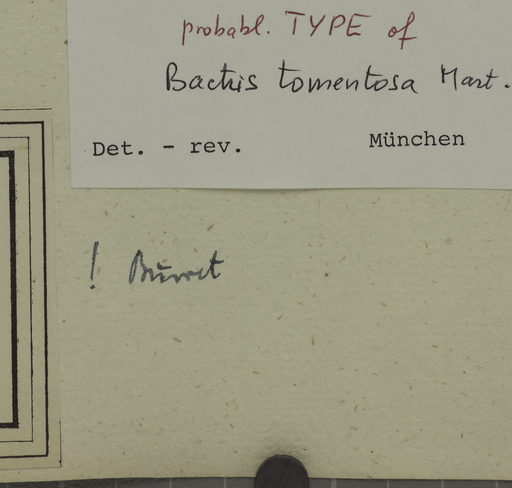 probabl. TYPE of
Bactris tomentosa Mart.
Det. - rev. München
! Burret